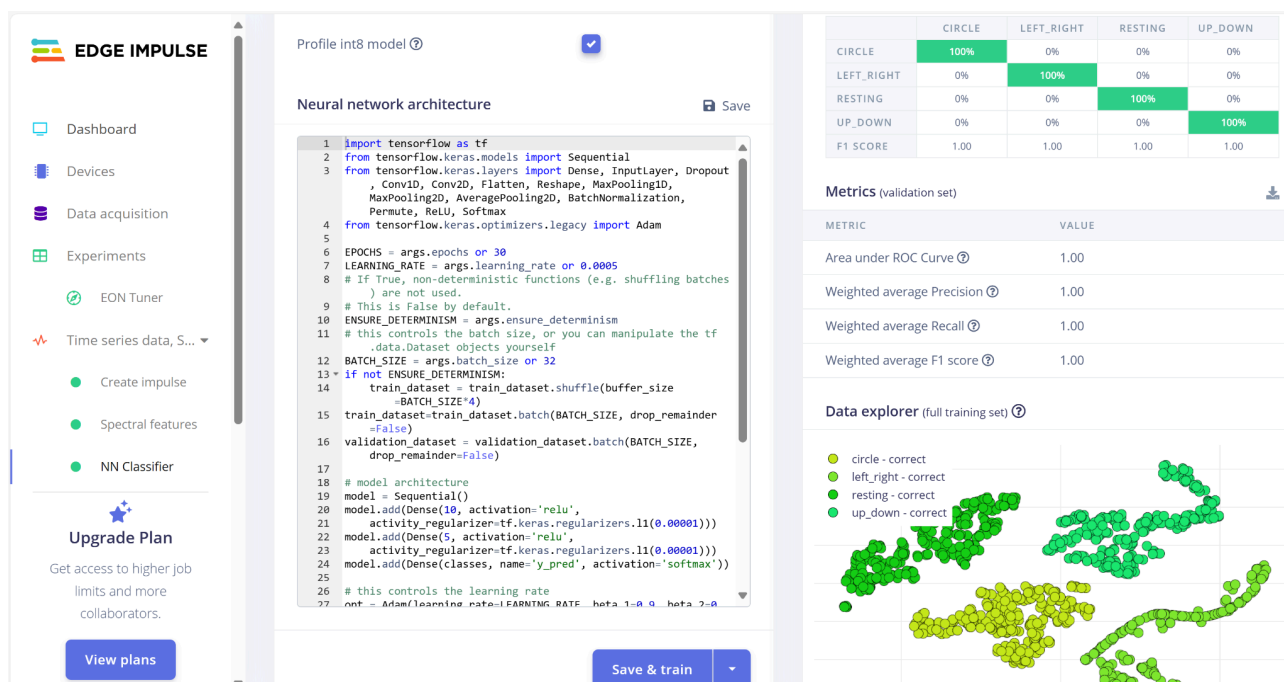 EDGE IMPULSE
Dashboard
Devices
Data acquisition
Experiments
EON Tuner
Time series data, S...
Create impulse
Spectral features
NN Classifier
Upgrade Plan
Get access to higher job
limits and more
collaborators.
View plans
Profile int8 model
Neural network architecture
Save
1 import tensorflow as tf
2 from tensorflow.keras.models import Sequential
3 from tensorflow.keras.layers import Dense, InputLayer, Dropout
, Conv1D, Conv2D, Flatten, Reshape, MaxPooling1D,
MaxPooling2D, AveragePooling2D, BatchNormalization,
Permute, ReLU, Softmax
4 from tensorflow.keras.optimizers.legacy import Adam
5
6 EPOCHS = args.epochs or 30
7 LEARNING_RATE = args.learning_rate or 0.0005
8 # If True, non-deterministic functions (e.g. shuffling batches
) are not used.
9 # This is False by default.
10 ENSURE_DETERMINISM = args.ensure_determinism
11 # this controls the batch size, or you can manipulate the tf
.data.Dataset objects yourself
12 BATCH_SIZE = args.batch_size or 32
13 if not ENSURE_DETERMINISM:
14 train_dataset = train_dataset.shuffle(buffer_size
=BATCH_SIZE*4)
15 train_dataset=train_dataset.batch(BATCH_SIZE, drop_remainder
=False)
16 validation_dataset = validation_dataset.batch(BATCH_SIZE,
drop_remainder=False)
17
18 # model architecture
19 model = Sequential()
20 model.add(Dense(10, activation='relu',
21 activity_regularizer=tf.keras.regularizers.l1(0.00001)))
22 model.add(Dense(5, activation='relu',
23 activity_regularizer=tf.keras.regularizers.l1(0.00001)))
24 model.add(Dense(classes, name='y_pred', activation='softmax'))
25
26 # this controls the learning rate
27 opt = Adam(learning_rate=LEARNING_RATE, beta_1=0.9, beta_2=0
Save & train
CIRCLE LEFT_RIGHT RESTING UP_DOWN
CIRCLE 100% 0% 0% 0%
LEFT_RIGHT 0% 100% 0% 0%
RESTING 0% 0% 100% 0%
UP_DOWN 0% 0% 0% 100%
F1 SCORE 1.00 1.00 1.00 1.00
Metrics (validation set)
METRIC VALUE
Area under ROC Curve 1.00
Weighted average Precision 1.00
Weighted average Recall 1.00
Weighted average F1 score 1.00
Data explorer (full training set)
circle - correct
left_right - correct
resting - correct
up_down - correct